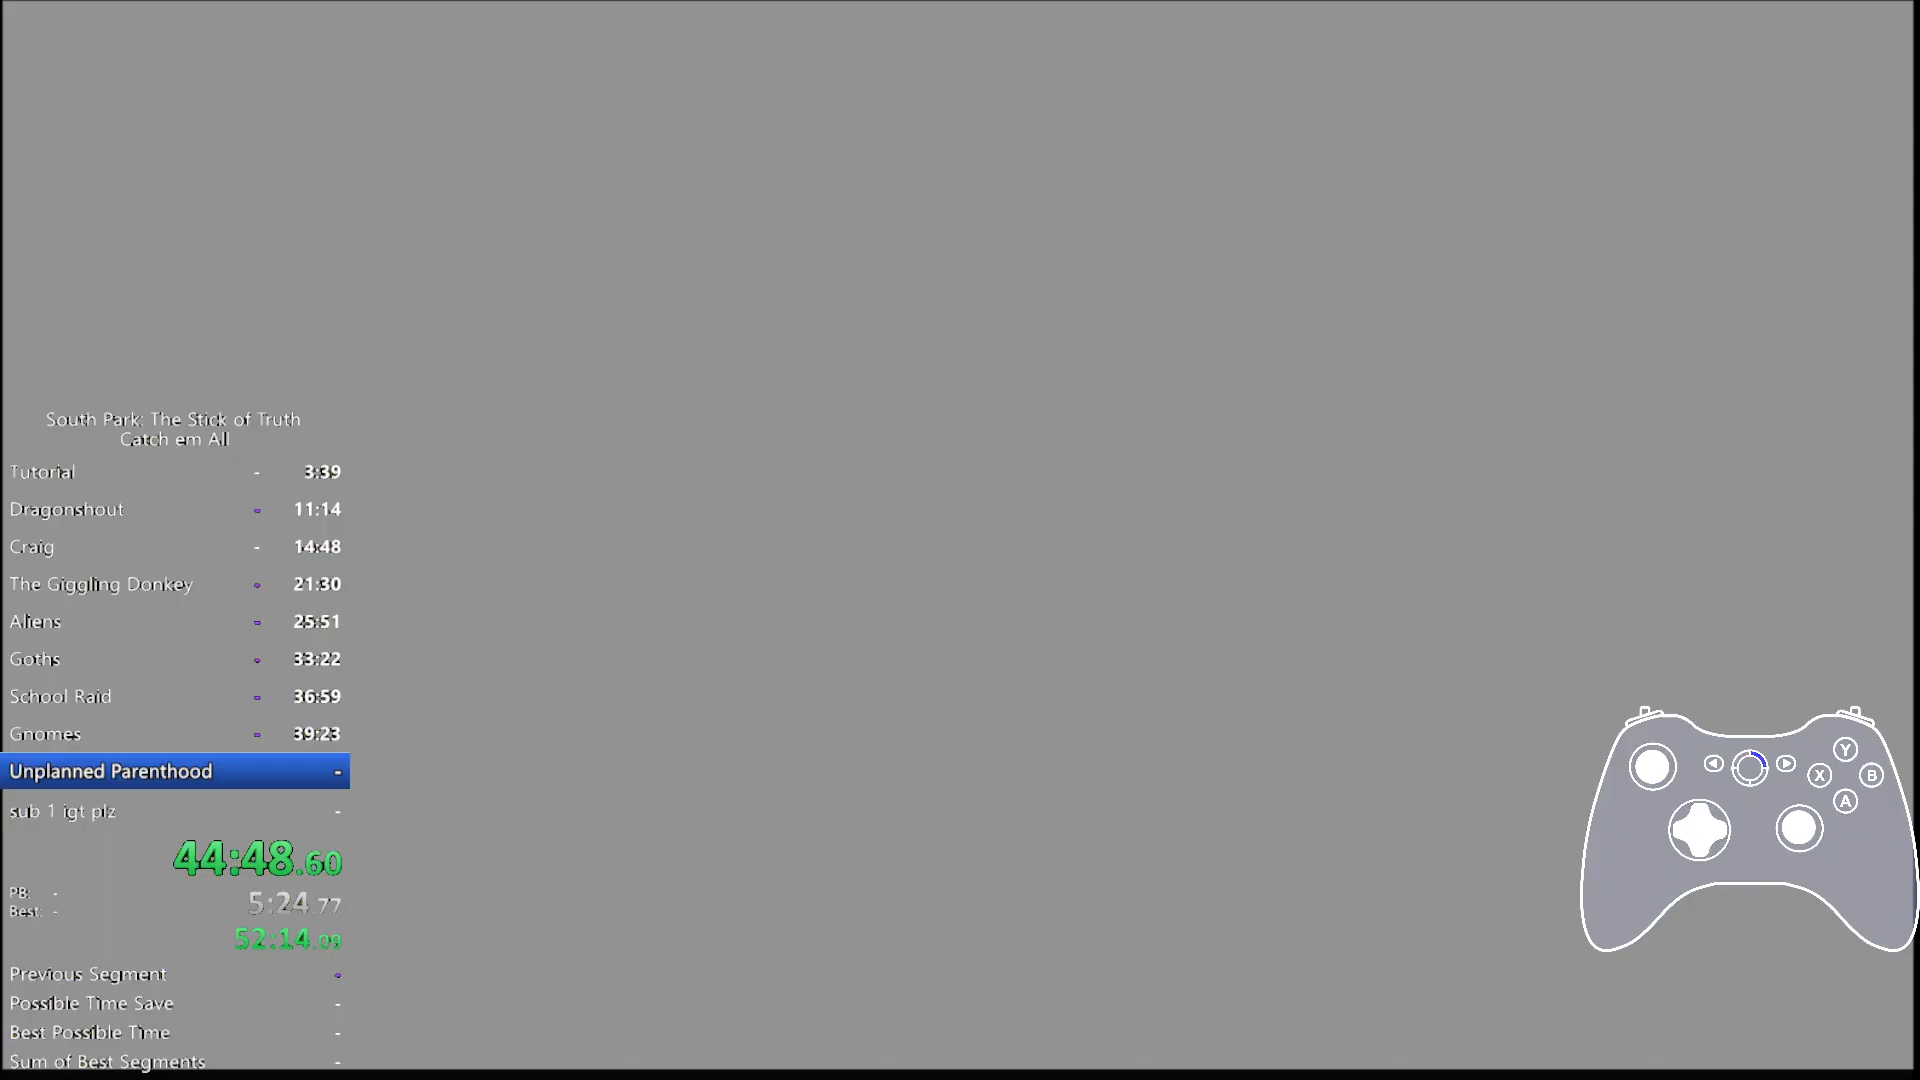 South Park: The Stick of Truth
Catch em All
Tutorial - 3:39
Dragonshout - 11:14
Craig - 14:48
The Giggling Donkey - 21:30
Aliens - 25:51
Goths - 33:22
School Raid - 36:59
Gnomes - 39:23
Unplanned Parenthood -
sub 1 igt plz -
44:48.60
PB: - 5:24.77
Best: -
52:14.09
Previous Segment -
Possible Time Save -
Best Possible Time -
Sum of Best Segments -
Y
X B
A